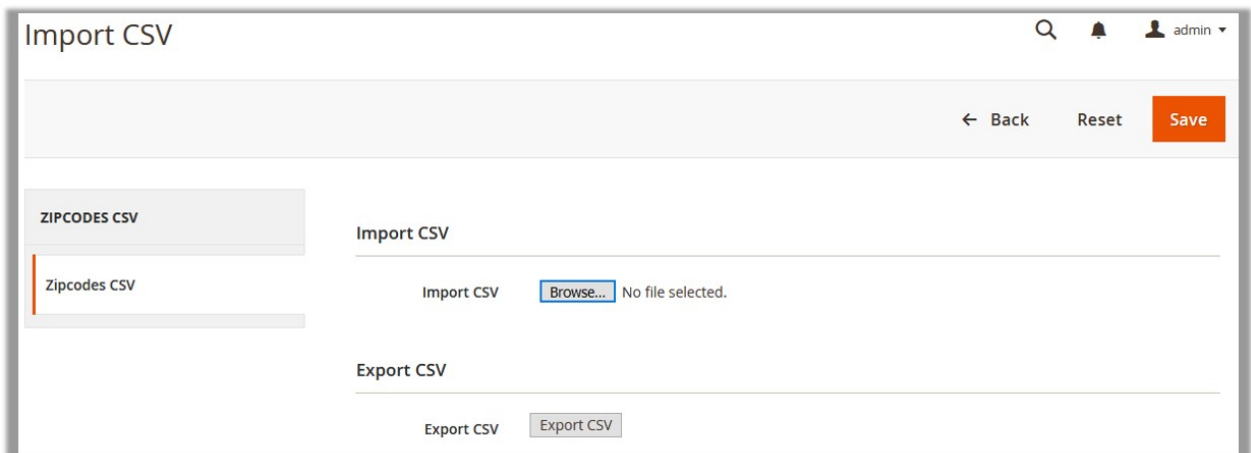 Import CSV
admin
← Back Reset Save
ZIPCODES CSV
Zipcodes CSV
Import CSV
Import CSV Browse... No file selected.
Export CSV
Export CSV Export CSV